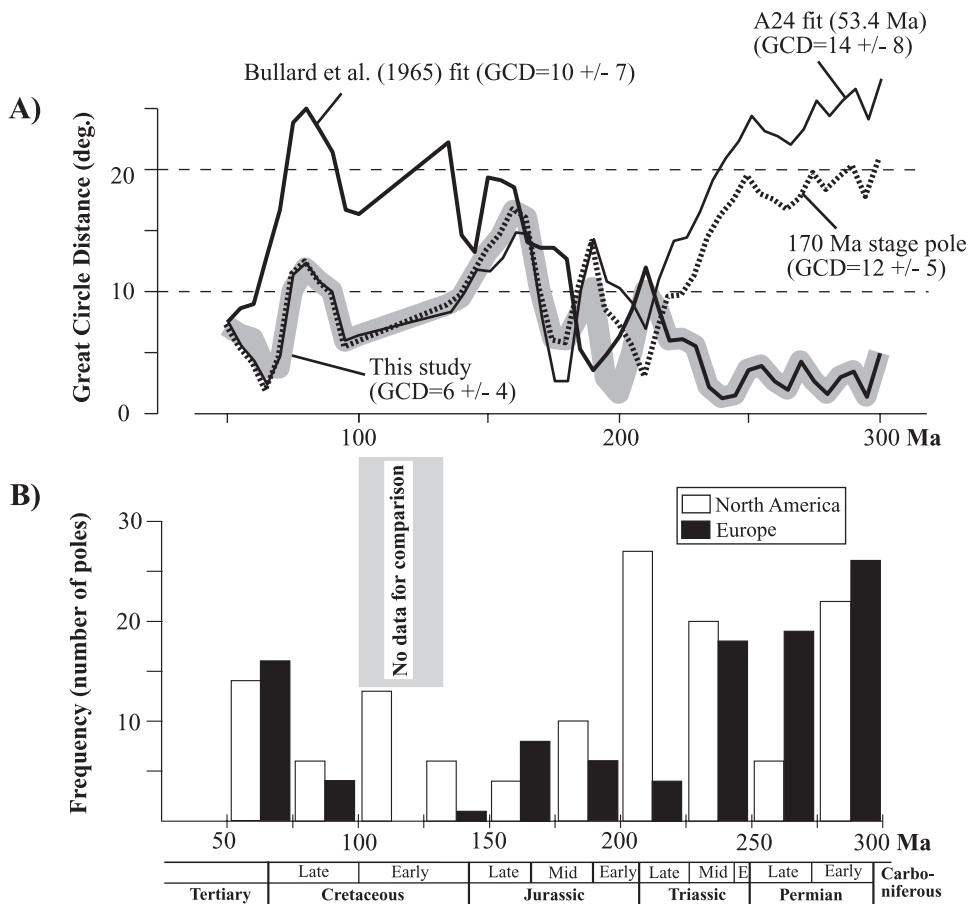 A24 fit (53.4 Ma)
(GCD=14 +/- 8)
Bullard et al. (1965) fit (GCD=10 +/- 7)
A)
Great Circle Distance (deg.)
20
10
0
170 Ma stage pole
(GCD=12 +/- 5)
This study
(GCD=6 +/- 4)
100
200
300 Ma
B)
Frequency (number of poles)
30
20
10
No data for comparison
North America
Europe
50
100
150
200
250
300 Ma
Late
Early
Late
Mid
Early
Late
Mid
E
Late
Early
Tertiary
Cretaceous
Jurassic
Triassic
Permian
Carbo-
niferous